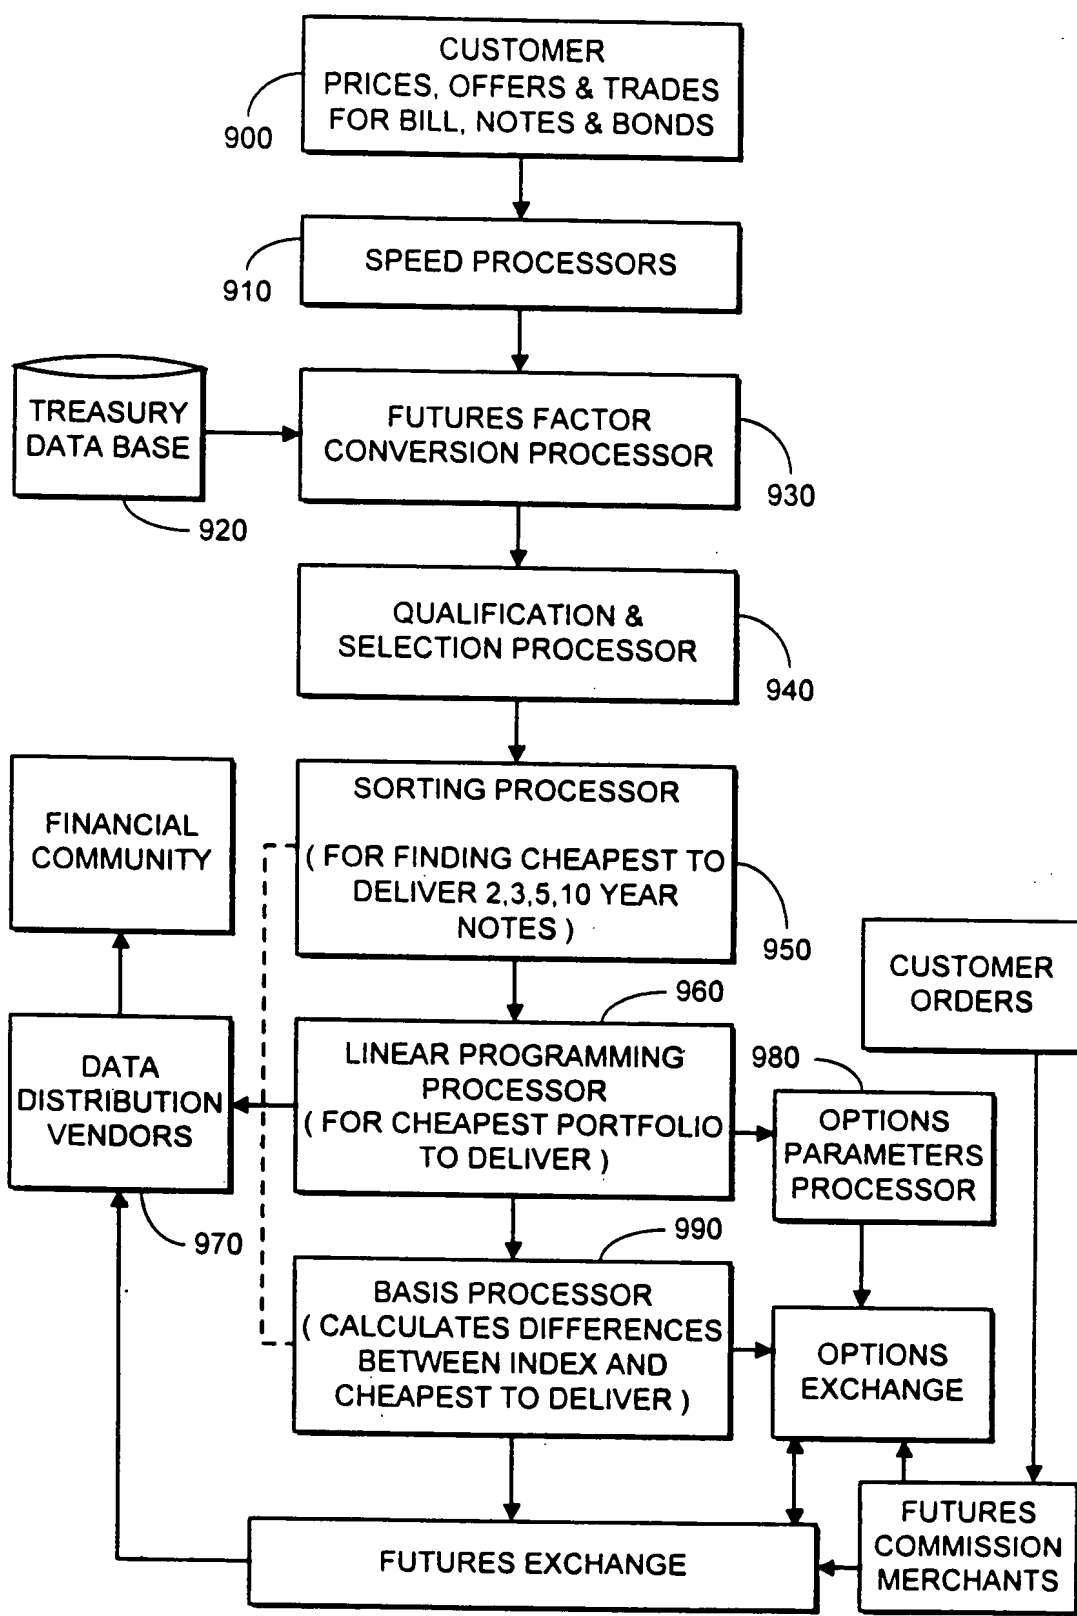 CUSTOMER
PRICES, OFFERS & TRADES
FOR BILL, NOTES & BONDS
900
SPEED PROCESSORS
910
TREASURY
DATA BASE
920
FUTURES FACTOR
CONVERSION PROCESSOR
930
QUALIFICATION &
SELECTION PROCESSOR
940
SORTING PROCESSOR
( FOR FINDING CHEAPEST TO
DELIVER 2,3,5,10 YEAR
NOTES )
950
FINANCIAL
COMMUNITY
CUSTOMER
ORDERS
960
LINEAR PROGRAMMING
PROCESSOR
( FOR CHEAPEST PORTFOLIO
TO DELIVER )
DATA
DISTRIBUTION
VENDORS
970
980
OPTIONS
PARAMETERS
PROCESSOR
990
BASIS PROCESSOR
( CALCULATES DIFFERENCES
BETWEEN INDEX AND
CHEAPEST TO DELIVER )
OPTIONS
EXCHANGE
FUTURES EXCHANGE
FUTURES
COMMISSION
MERCHANTS